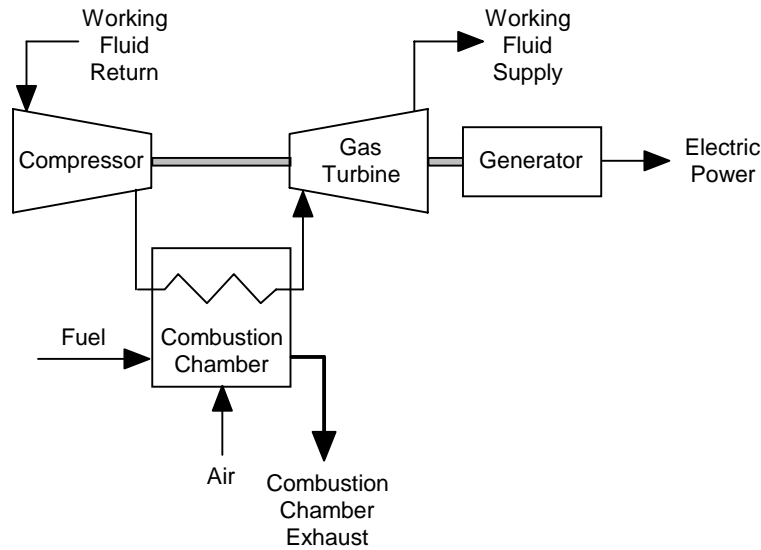 Working
Fluid
Return
Working
Fluid
Supply
Compressor
Gas
Turbine
Generator
Electric
Power
Fuel
Combustion
Chamber
Air
Combustion
Chamber
Exhaust